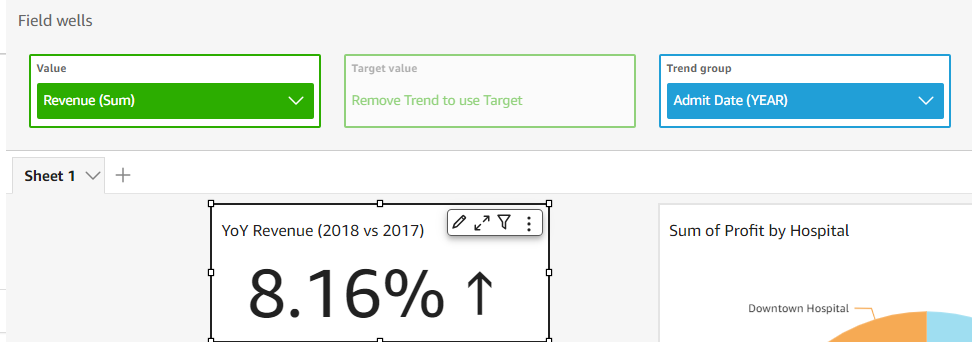 Field wells
Value
Revenue (Sum)
Target value
Remove Trend to use Target
Trend group
Admit Date (YEAR)
Sheet 1
YoY Revenue (2018 vs 2017)
8.16% ↑
Sum of Profit by Hospital
Downtown Hospital